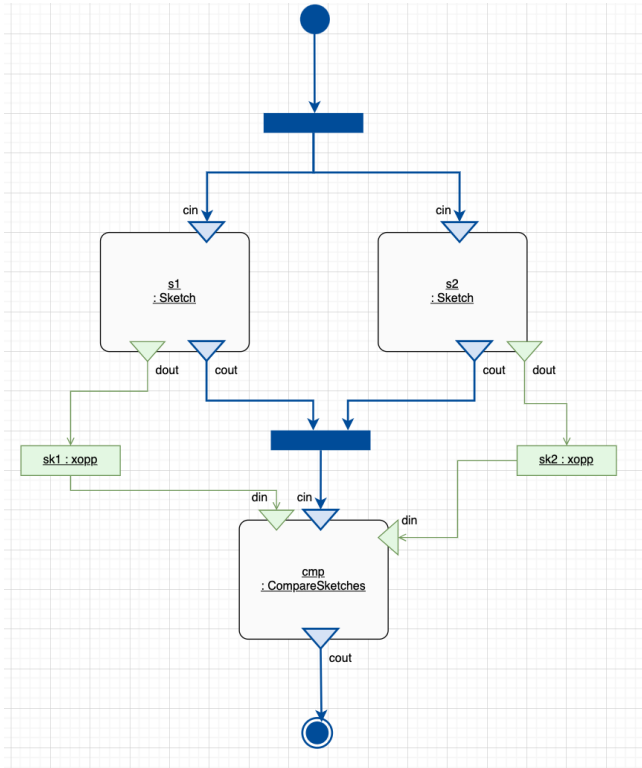 cin
cin
s1
: Sketch
s2
: Sketch
dout
cout
cout
dout
sk1 : xopp
sk2 : xopp
din
cin
din
cmp
: CompareSketches
cout